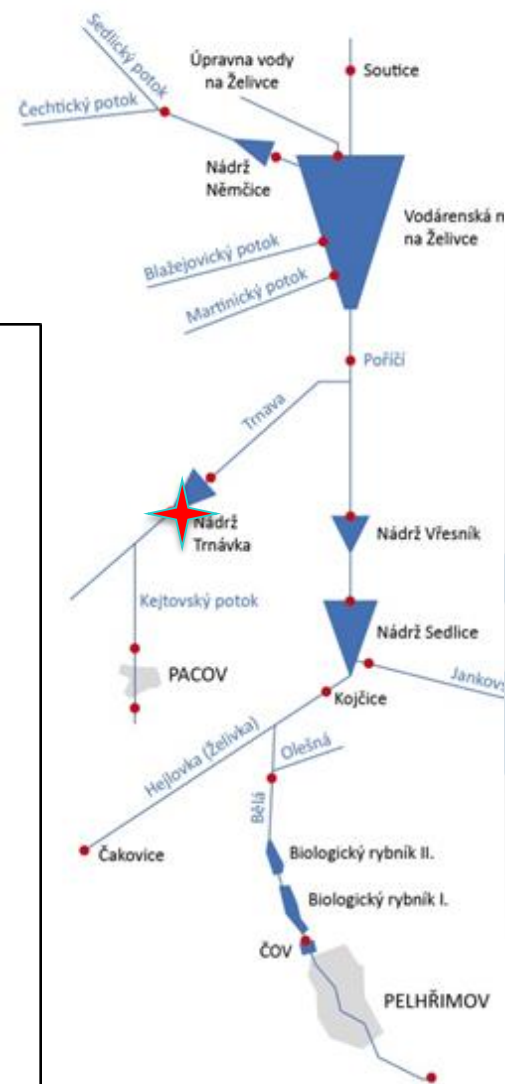 Sedlický potok
Úpravna vody
na Želivce
Soutice
Čechtický potok
Nádrž
Němčice
Vodárenská n
na Želivce
Blažejovický potok
Martinický potok
Poříčí
Trnava
Nádrž
Trnávka
Nádrž Vřesník
Kejtovský potok
Nádrž Sedlice
PACOV
Jankovs
Kojčice
Olešná
Hejlovka (Želivka)
Bělá
Čakovice
Biologický rybník II.
Biologický rybník I.
ČOV
PELHŘIMOV